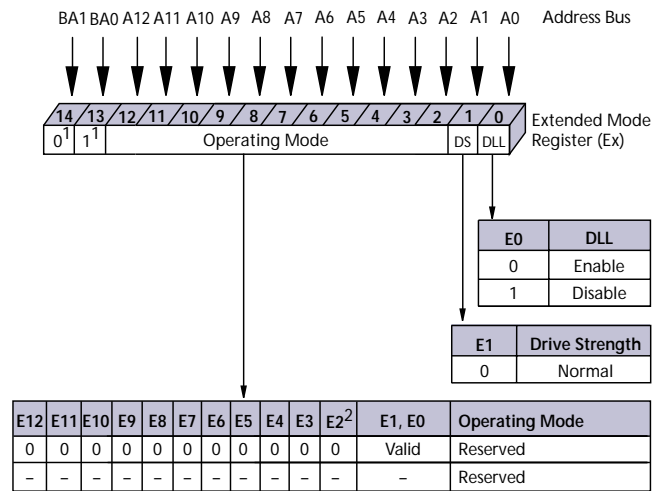 BA1 BA0 A12 A11 A10 A9 A8 A7 A6 A5 A4 A3 A2 A1 A0 Address Bus
14 13 12 11 10 9 8 7 6 5 4 3 2 1 0 Extended Mode
0¹ 1¹ Operating Mode DS DLL Register (Ex)
E0 DLL
0 Enable
1 Disable
E1 Drive Strength
0 Normal
E12 E11 E10 E9 E8 E7 E6 E5 E4 E3 E2² E1, E0 Operating Mode
0 0 0 0 0 0 0 0 0 0 0 Valid Reserved
– – – – – – – – – – – – Reserved